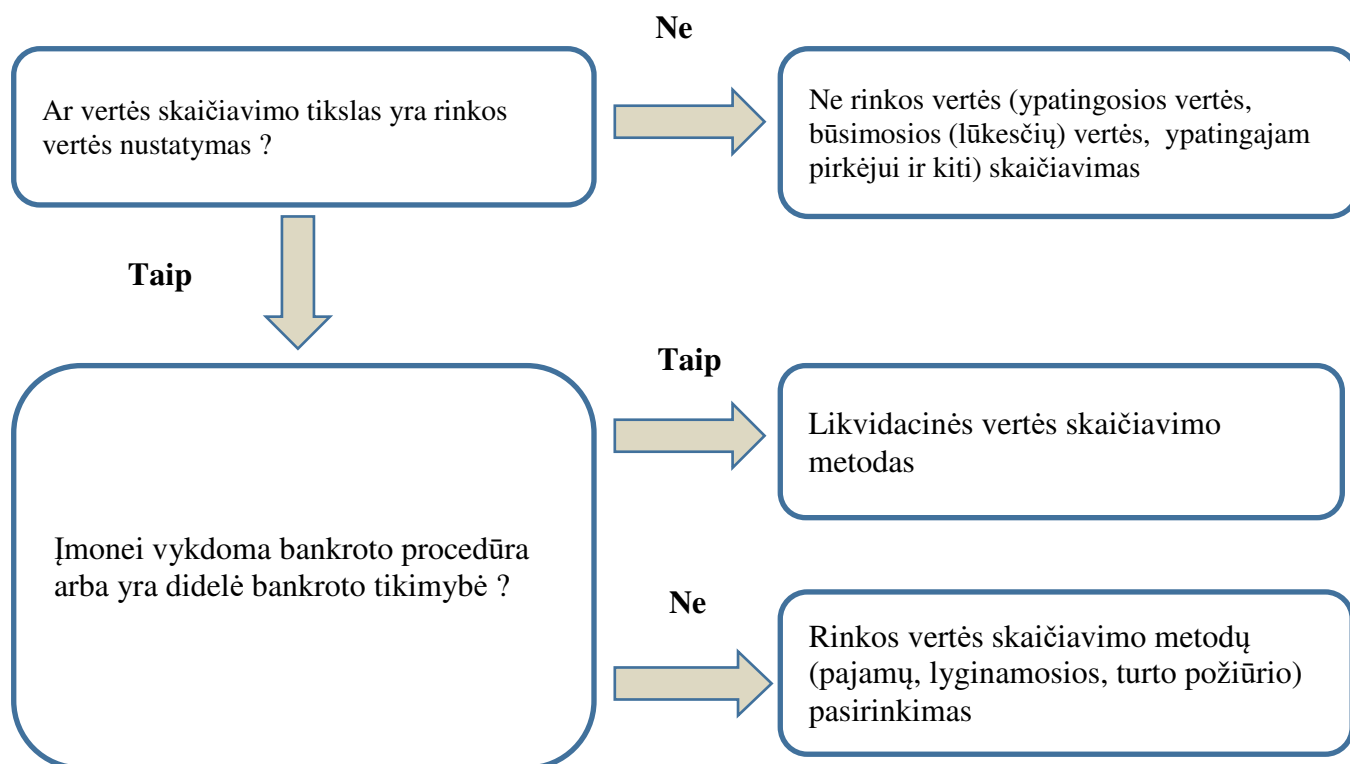 Ne
Ar vertės skaičiavimo tikslas yra rinkos
vertės nustatymas ?
Ne rinkos vertės (ypatingosios vertės,
būsimosios (lūkesčių) vertės, ypatingajam
pirkėjui ir kiti) skaičiavimas
Taip
Taip
Likvidacinės vertės skaičiavimo
metodas
Įmonei vykdoma bankroto procedūra
arba yra didelė bankroto tikimybė ?
Ne
Rinkos vertės skaičiavimo metodų
(pajamų, lyginamosios, turto požiūrio)
pasirinkimas